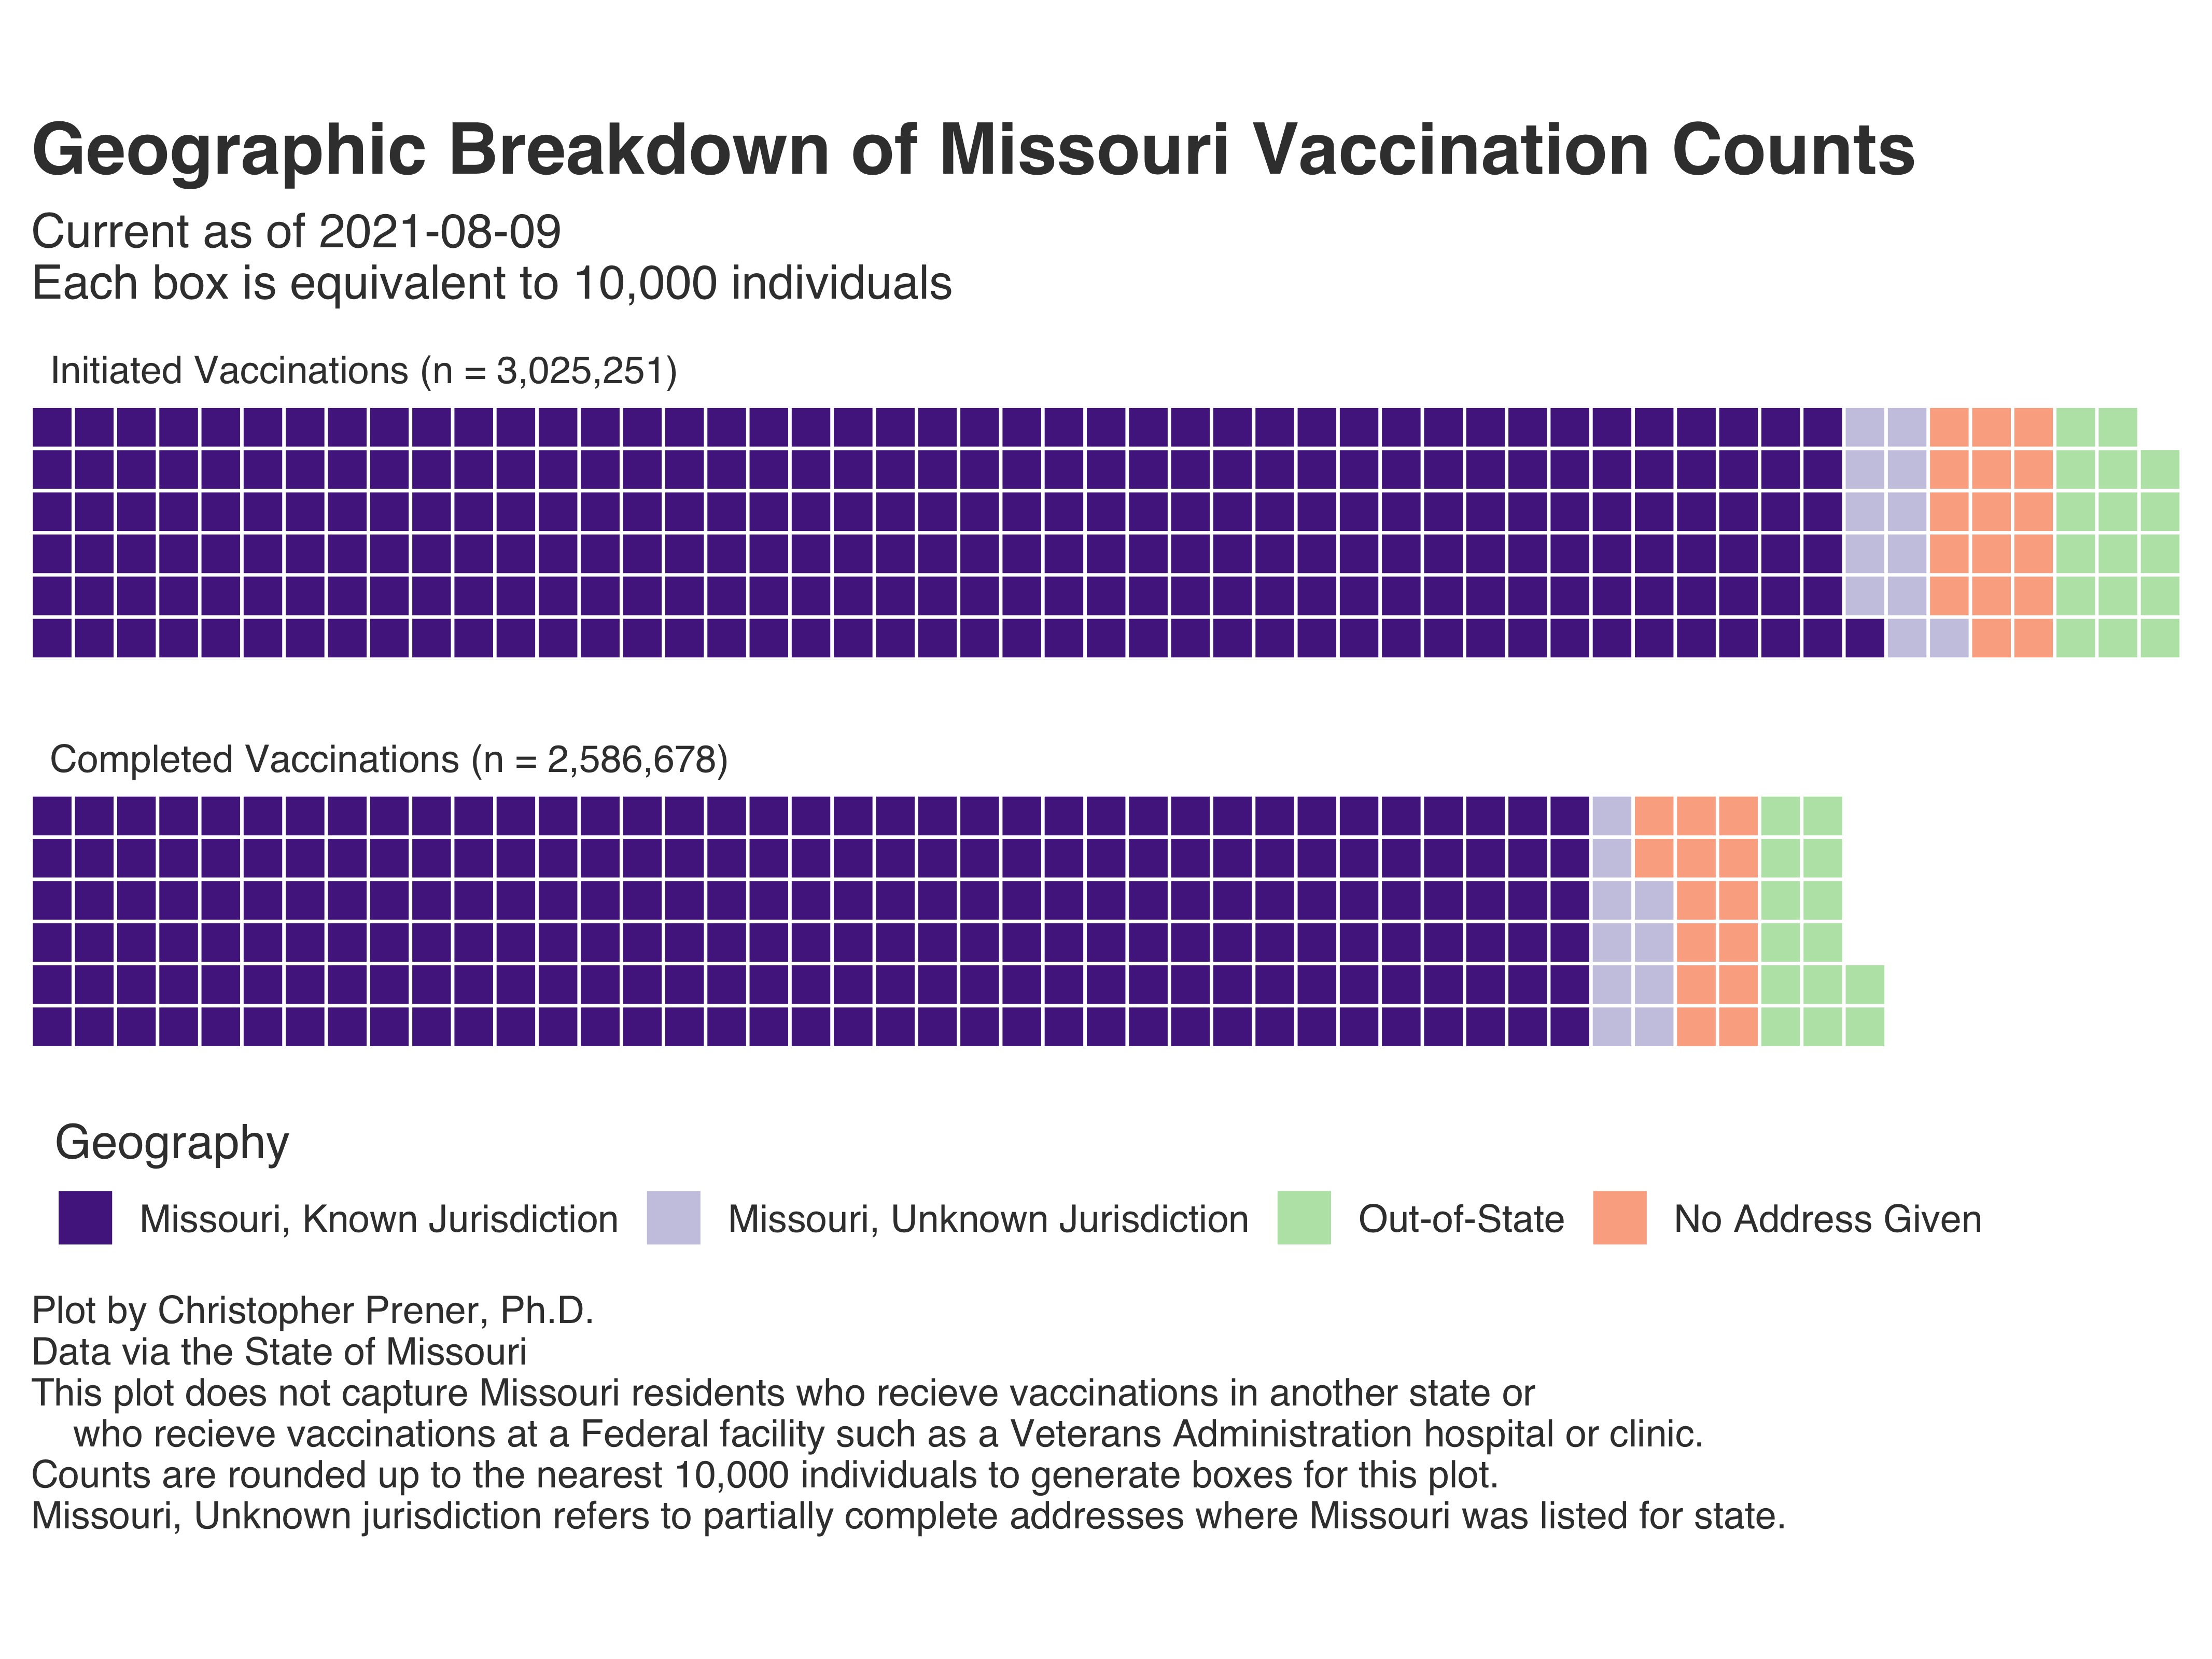 Geographic Breakdown of Missouri Vaccination Counts
Current as of 2021-08-09
Each box is equivalent to 10,000 individuals
Initiated Vaccinations (n = 3,025,251)
Completed Vaccinations (n = 2,586,678)
Geography
Missouri, Known Jurisdiction Missouri, Unknown Jurisdiction Out-of-State No Address Given
Plot by Christopher Prener, Ph.D.
Data via the State of Missouri
This plot does not capture Missouri residents who recieve vaccinations in another state or
who recieve vaccinations at a Federal facility such as a Veterans Administration hospital or clinic.
Counts are rounded up to the nearest 10,000 individuals to generate boxes for this plot.
Missouri, Unknown jurisdiction refers to partially complete addresses where Missouri was listed for state.